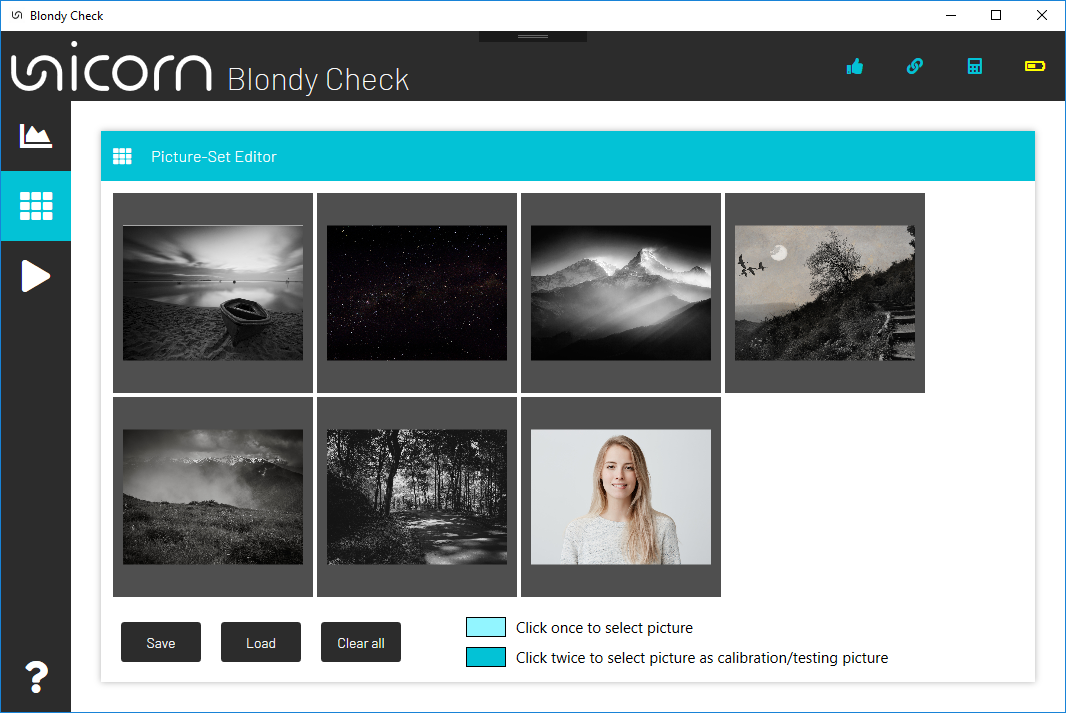 Blondy Check
unicorn Blondy Check
Picture-Set Editor
Save
Load
Clear all
Click once to select picture
Click twice to select picture as calibration/testing picture
?